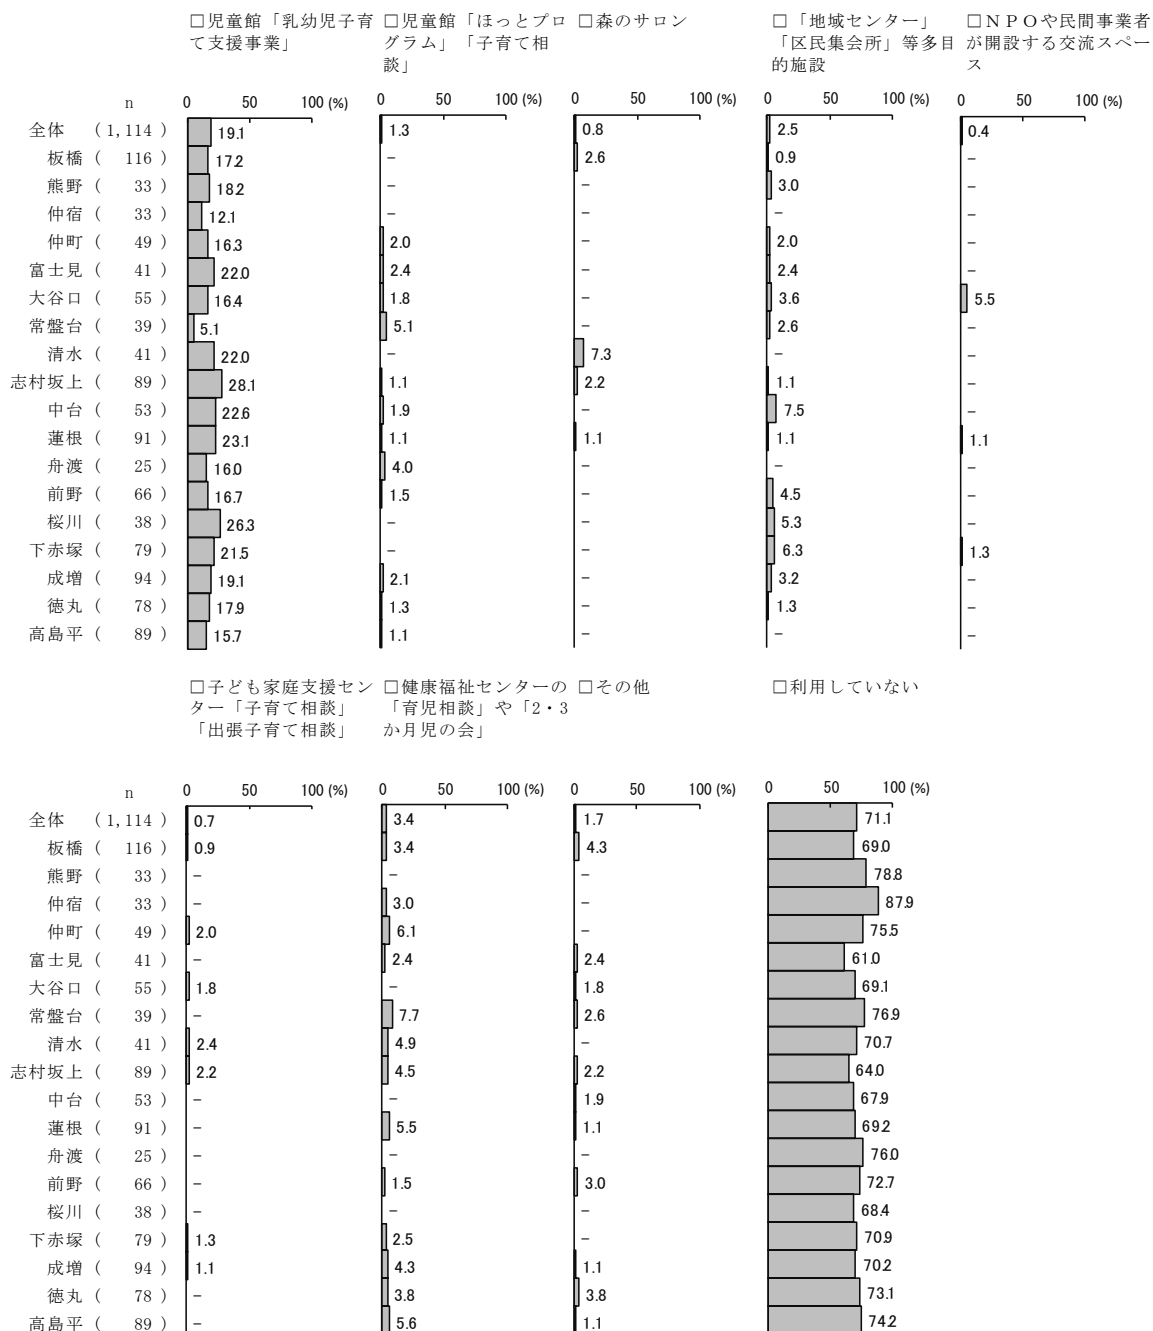 □児童館「乳幼児子育て支援事業」
□児童館「ほっとプログラム」「子育て相談」
□森のサロン
□「地域センター」「区民集会所」等多目的施設
□ＮＰＯや民間事業者が開設する交流スペース
n 0 50 100 (%) 0 50 100 (%) 0 50 100 (%) 0 50 100 (%) 0 50 100 (%)
全体 (1,114) 19.1 1.3 0.8 2.5 0.4
板橋 ( 116 ) 17.2 − 2.6 0.9 −
熊野 ( 33 ) 18.2 − − 3.0 −
仲宿 ( 33 ) 12.1 − − − −
仲町 ( 49 ) 16.3 2.0 − 2.0 −
富士見 ( 41 ) 22.0 2.4 − 2.4 −
大谷口 ( 55 ) 16.4 1.8 − 3.6 5.5
常盤台 ( 39 ) 5.1 5.1 − 2.6 −
清水 ( 41 ) 22.0 − 7.3 − −
志村坂上 ( 89 ) 28.1 1.1 2.2 1.1 −
中台 ( 53 ) 22.6 1.9 − 7.5 −
蓮根 ( 91 ) 23.1 1.1 1.1 1.1 1.1
舟渡 ( 25 ) 16.0 4.0 − − −
前野 ( 66 ) 16.7 1.5 − 4.5 −
桜川 ( 38 ) 26.3 − − 5.3 −
下赤塚 ( 79 ) 21.5 − − 6.3 1.3
成増 ( 94 ) 19.1 2.1 − 3.2 −
徳丸 ( 78 ) 17.9 1.3 − 1.3 −
高島平 ( 89 ) 15.7 1.1 − − −
□子ども家庭支援センター「子育て相談」「出張子育て相談」
□健康福祉センターの「育児相談」や「2・3か月児の会」
□その他
□利用していない
n 0 50 100 (%) 0 50 100 (%) 0 50 100 (%) 0 50 100 (%)
全体 (1,114) 0.7 3.4 1.7 71.1
板橋 ( 116 ) 0.9 3.4 4.3 69.0
熊野 ( 33 ) − − − 78.8
仲宿 ( 33 ) − 3.0 − 87.9
仲町 ( 49 ) 2.0 6.1 − 75.5
富士見 ( 41 ) − 2.4 2.4 61.0
大谷口 ( 55 ) 1.8 − 1.8 69.1
常盤台 ( 39 ) − 7.7 2.6 76.9
清水 ( 41 ) 2.4 4.9 − 70.7
志村坂上 ( 89 ) 2.2 4.5 2.2 64.0
中台 ( 53 ) − − 1.9 67.9
蓮根 ( 91 ) − 5.5 1.1 69.2
舟渡 ( 25 ) − − − 76.0
前野 ( 66 ) − 1.5 3.0 72.7
桜川 ( 38 ) − − − 68.4
下赤塚 ( 79 ) 1.3 2.5 − 70.9
成増 ( 94 ) 1.1 4.3 1.1 70.2
徳丸 ( 78 ) − 3.8 3.8 73.1
高島平 ( 89 ) − 5.6 1.1 74.2